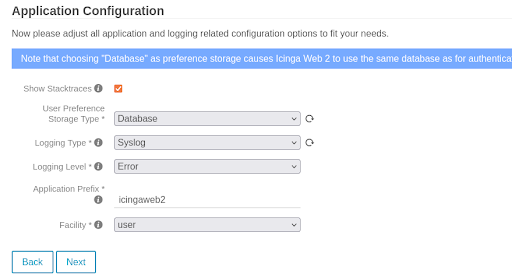 Application Configuration
Now please adjust all application and logging related configuration options to fit your needs.
Note that choosing "Database" as preference storage causes Icinga Web 2 to use the same database as for authenticat
Show Stacktraces
User Preference
Storage Type * Database
Logging Type * Syslog
Logging Level * Error
Application Prefix *
icingaweb2
Facility * user
Back Next